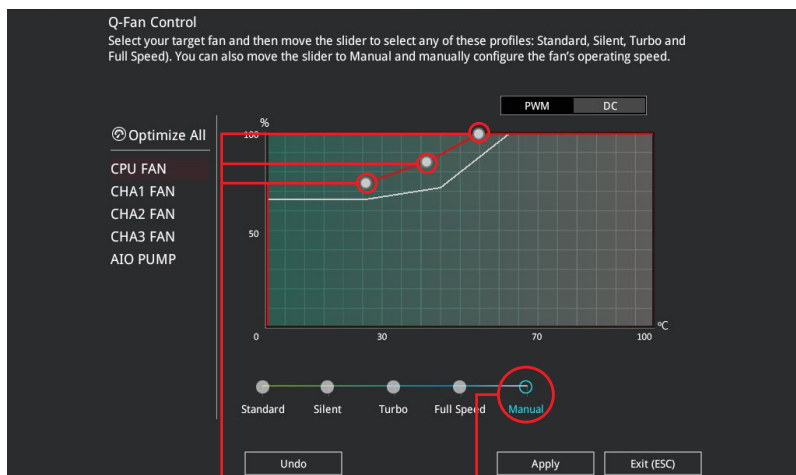 Q-Fan Control
Select your target fan and then move the slider to select any of these profiles: Standard, Silent, Turbo and
Full Speed). You can also move the slider to Manual and manually configure the fan's operating speed.
PWM DC
%
Optimize All
100
CPU FAN
CHA1 FAN
CHA2 FAN
CHA3 FAN
50
AIO PUMP
°C
0 30 70 100
Standard Silent Turbo Full Speed Manual
Undo Apply Exit (ESC)